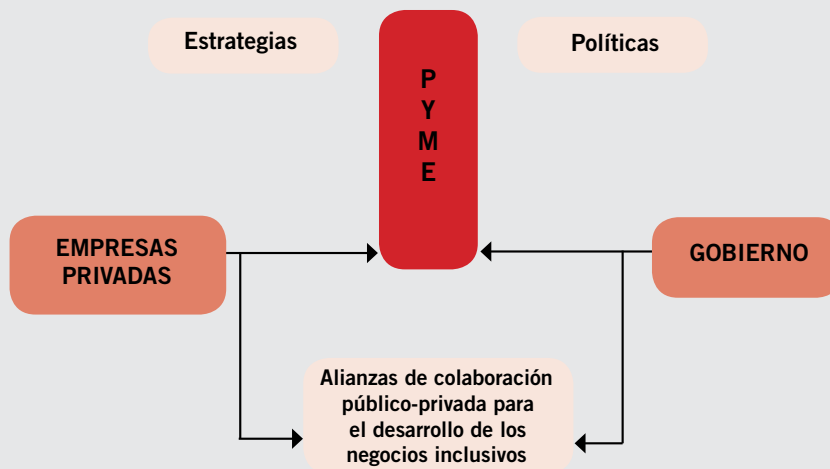 Estrategias
Políticas
P
Y
M
E
EMPRESAS
PRIVADAS
GOBIERNO
Alianzas de colaboración
público-privada para
el desarrollo de los
negocios inclusivos